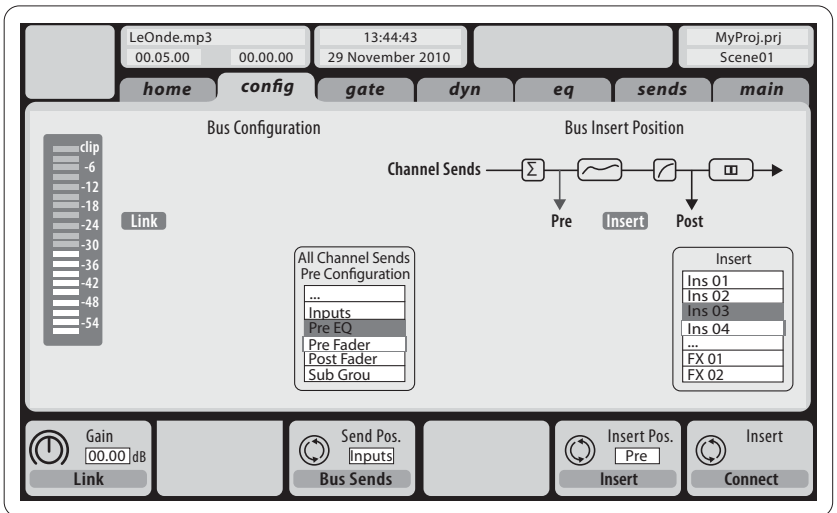 LeOnde.mp3
00.05.00 00.00.00
13:44:43
29 November 2010
MyProj.prj
Scene01
home config gate dyn eq sends main
Bus Configuration
Bus Insert Position
clip
-6
-12
-18
-24
-30
-36
-42
-48
-54
Link
Channel Sends Σ
Pre Insert Post
All Channel Sends
Pre Configuration
...
Inputs
Pre EQ
Pre Fader
Post Fader
Sub Grou
Insert
Ins 01
Ins 02
Ins 03
Ins 04
...
FX 01
FX 02
Gain
00.00 dB
Link
Send Pos.
Inputs
Bus Sends
Insert Pos.
Pre
Insert
Insert
Connect